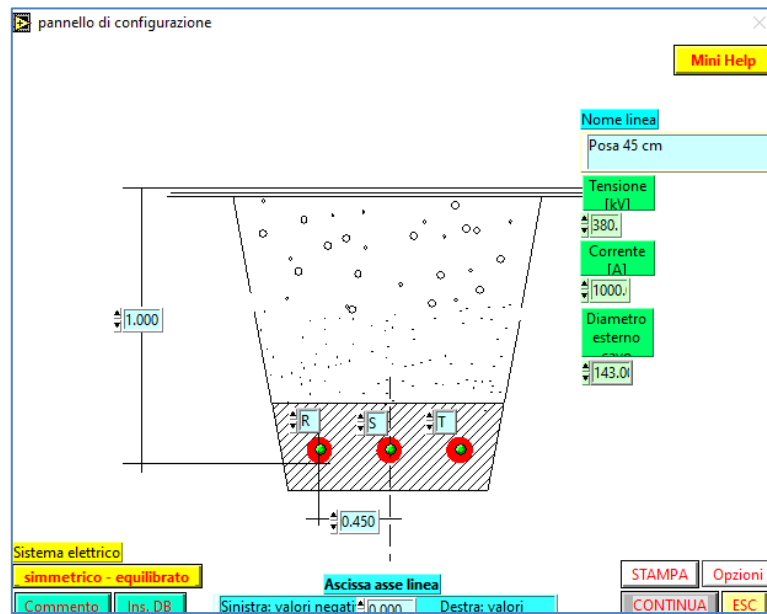 pannello di configurazione
Mini Help
Nome linea
Posa 45 cm
Tensione
[kV]
380.
Corrente
[A]
1000.
Diametro
esterno
cavo
143.0
1.000
R
S
T
0.450
Sistema elettrico
simmetrico - equilibrato
Commento
Ins. DB
Ascissa asse linea
Sinistra: valori negati
0.000
Destra: valori
STAMPA
Opzioni
CONTINUA
ESC